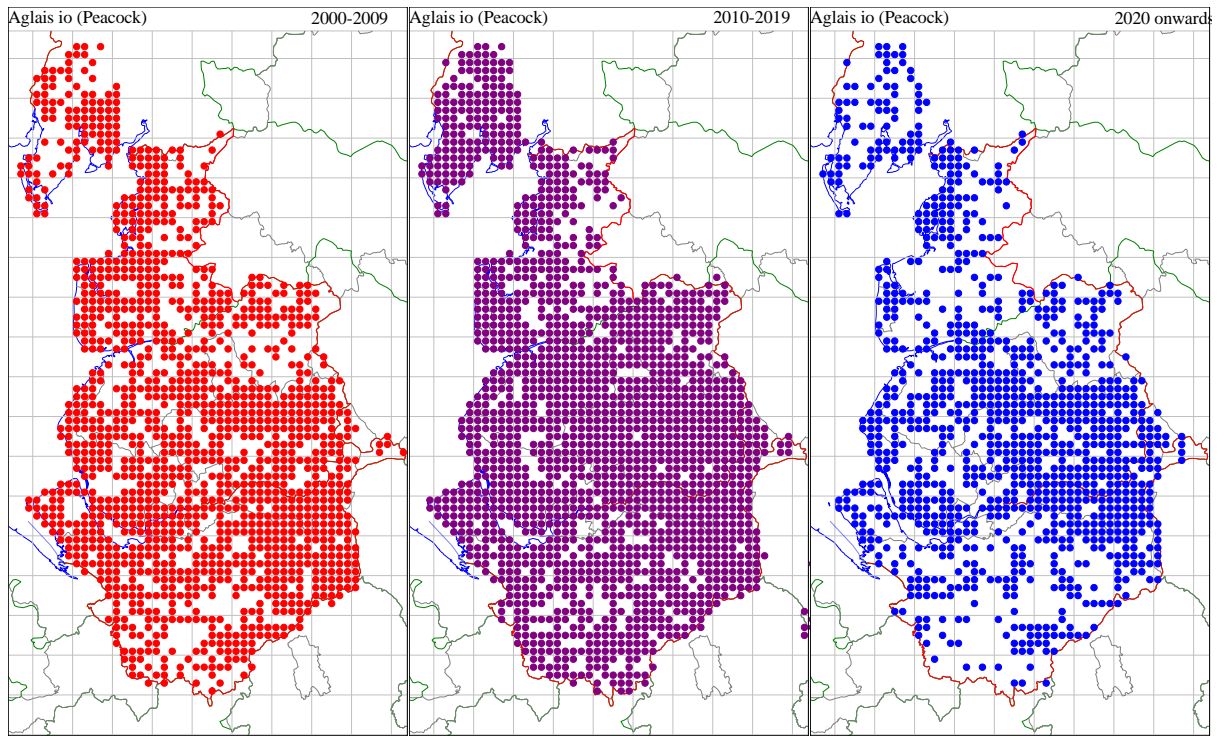 Aglais io (Peacock) 2000-2009
Aglais io (Peacock) 2010-2019
Aglais io (Peacock) 2020 onwards